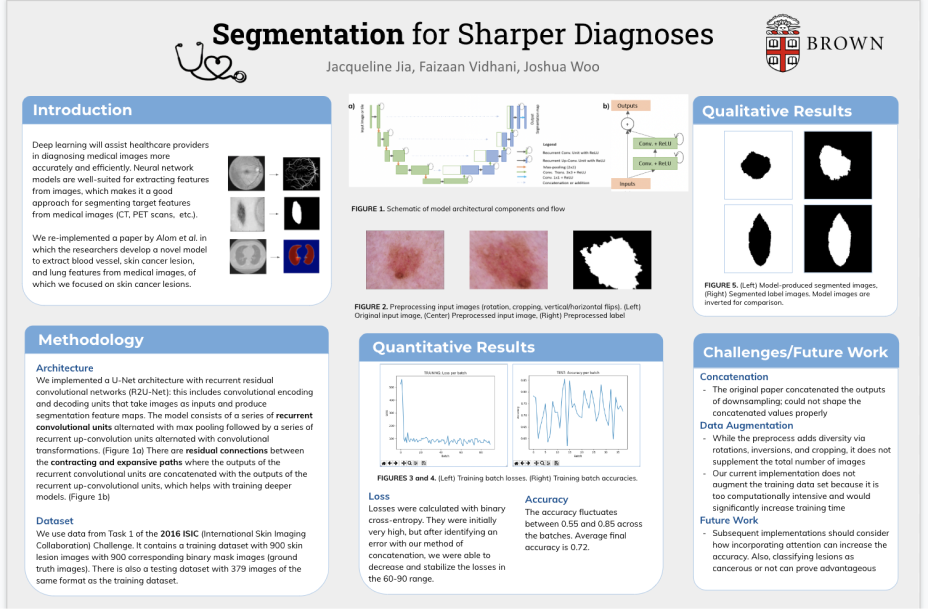 Segmentation for Sharper Diagnoses
Jacqueline Jia, Faizaan Vidhani, Joshua Woo
BROWN
Introduction
Deep learning will assist healthcare providers
in diagnosing medical images more
accurately and efficiently. Neural network
models are well-suited for extracting features
from images, which makes it a good
approach for segmenting target features
from medical images (CT, PET scans, etc.).
We re-implemented a paper by Alom et al. in
which the researchers develop a novel model
to extract blood vessel, skin cancer lesion,
and lung features from medical images, of
which we focused on skin cancer lesions.
Methodology
Architecture
We implemented a U-Net architecture with recurrent residual
convolutional networks (R2U-Net): this includes convolutional encoding
and decoding units that take images as inputs and produce
segmentation feature maps. The model consists of a series of recurrent
convolutional units alternated with max pooling followed by a series of
recurrent up-convolution units alternated with convolutional
transformations. (Figure 1a) There are residual connections between
the contracting and expansive paths where the outputs of the
recurrent convolutional units are concatenated with the outputs of the
recurrent up-convolutional units, which helps with training deeper
models. (Figure 1b)
Dataset
We use data from Task 1 of the 2016 ISIC (International Skin Imaging
Collaboration) Challenge. It contains a training dataset with 900 skin
lesion images with 900 corresponding binary mask images (ground
truth images). There is also a testing dataset with 379 images of the
same format as the training dataset.
a)
Legend
Recurrent Conv. Unit with ReLU
Recurrent Up-Conv. Unit with ReLU
Concatenation or addition
b)
Outputs
+
Conv. + ReLU
Conv. + ReLU
Inputs
FIGURE 1. Schematic of model architectural components and flow
FIGURE 2. Preprocessing input images (rotation, cropping, vertical/horizontal flips). (Left)
Original input image, (Center) Preprocessed input image, (Right) Preprocessed label
Quantitative Results
TRAINING: Loss per batch
TEST: Accuracy per batch
FIGURES 3 and 4. (Left) Training batch losses. (Right) Training batch accuracies.
Loss
Losses were calculated with binary
cross-entropy. They were initially
very high, but after identifying an
error with our method of
concatenation, we were able to
decrease and stabilize the losses in
the 60-90 range.
Accuracy
The accuracy fluctuates
between 0.55 and 0.85 across
the batches. Average final
accuracy is 0.72.
Qualitative Results
FIGURE 5. (Left) Model-produced segmented images,
(Right) Segmented label images. Model images are
inverted for comparison.
Challenges/Future Work
Concatenation
- The original paper concatenated the outputs
of downsampling; could not shape the
concatenated values properly
Data Augmentation
- While the preprocess adds diversity via
rotations, inversions, and cropping, it does not
supplement the total number of images
- Our current implementation does not
augment the training data set because it is
too computationally intensive and would
significantly increase training time
Future Work
- Subsequent implementations should consider
how incorporating attention can increase the
accuracy. Also, classifying lesions as
cancerous or not can prove advantageous